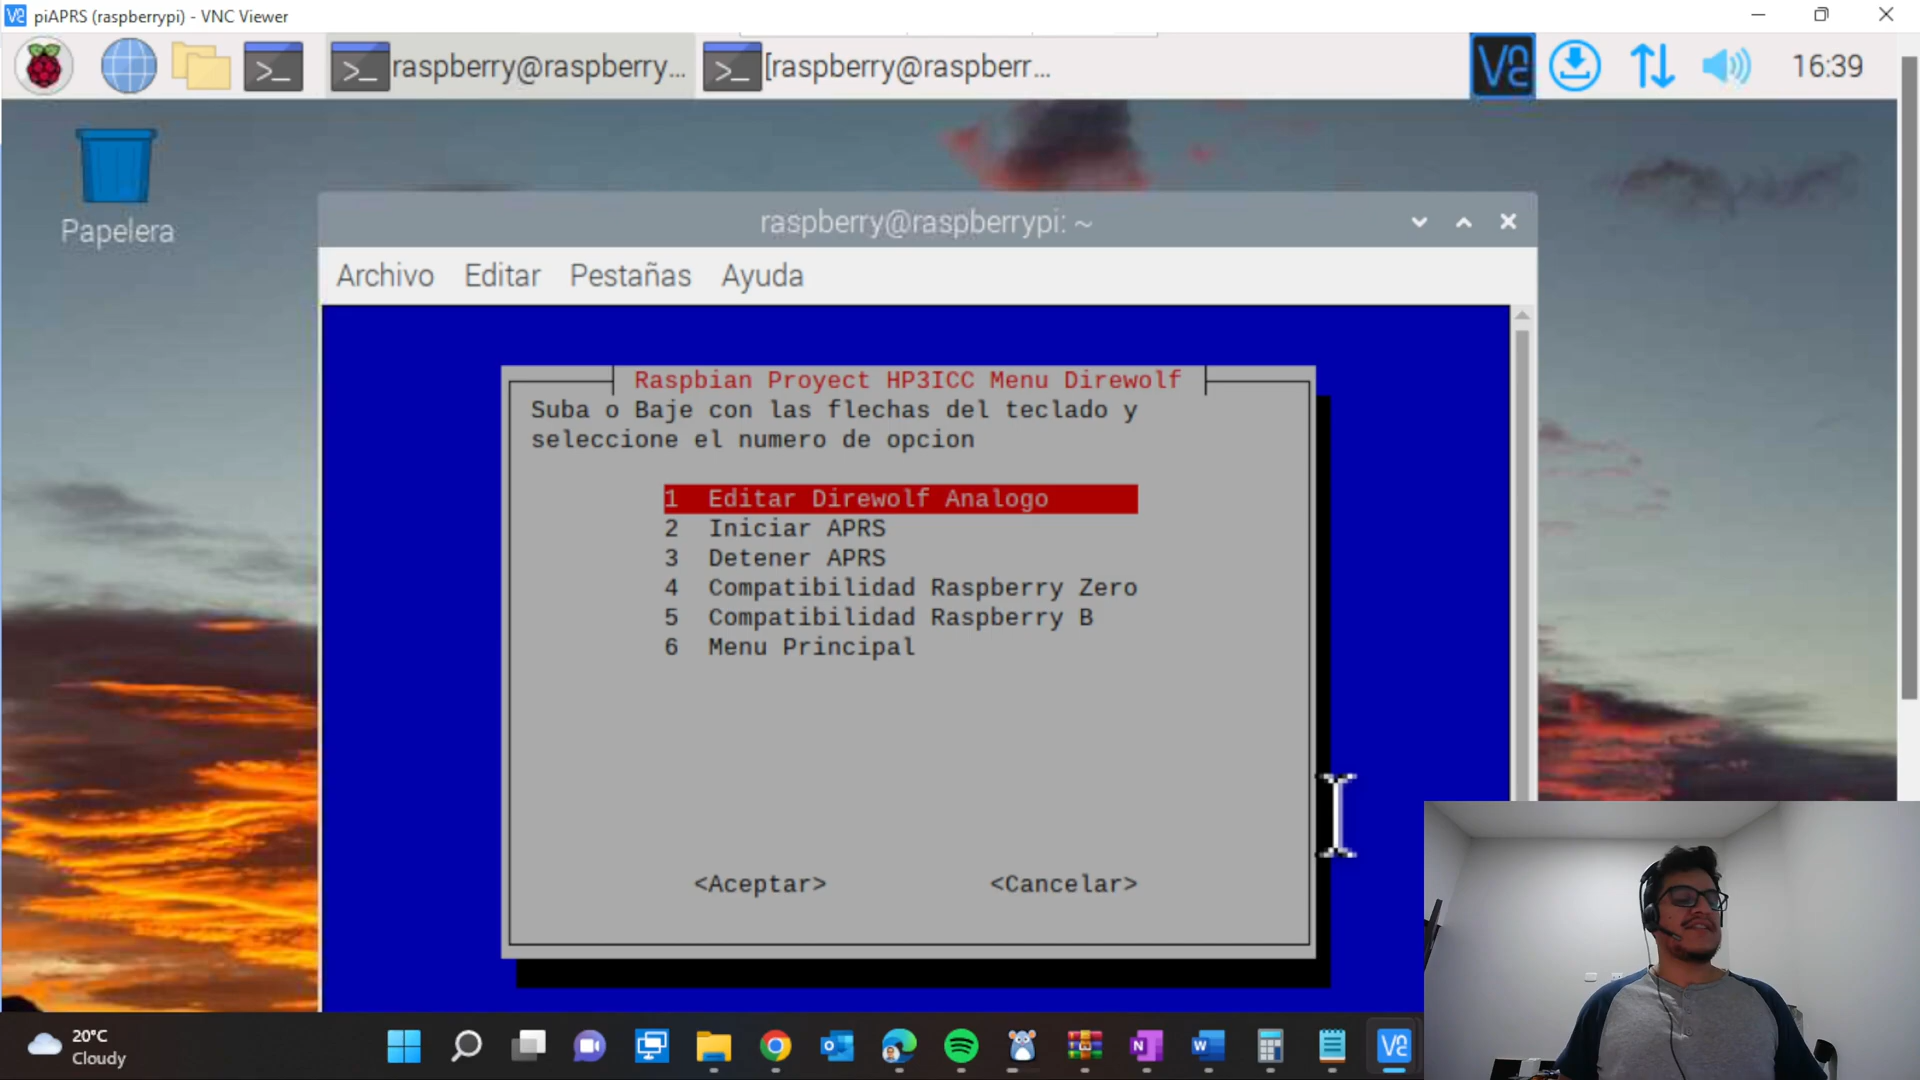 piAPRS (raspberrypi) - VNC Viewer
raspberry@raspberry...
[raspberry@raspberr...
16:39
Papelera
raspberry@raspberrypi: ~
Archivo Editar Pestañas Ayuda
Raspbian Proyect HP3ICC Menu Direwolf
Suba o Baje con las flechas del teclado y
seleccione el numero de opcion
1 Editar Direwolf Analogo
2 Iniciar APRS
3 Detener APRS
4 Compatibilidad Raspberry Zero
5 Compatibilidad Raspberry B
6 Menu Principal
<Aceptar> <Cancelar>
20°C
Cloudy